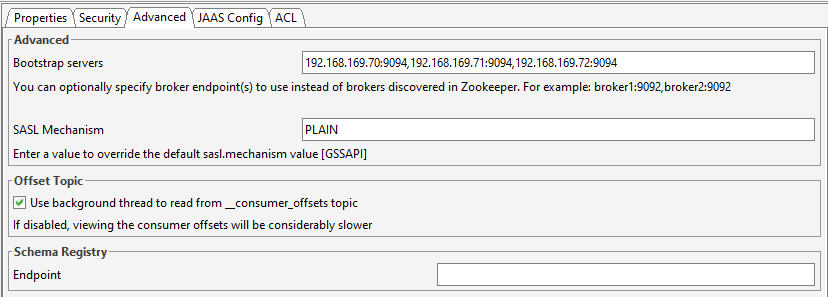 Properties Security Advanced JAAS Config ACL
Advanced
Bootstrap servers 192.168.169.70:9094,192.168.169.71:9094,192.168.169.72:9094
You can optionally specify broker endpoint(s) to use instead of brokers discovered in Zookeeper. For example: broker1:9092,broker2:9092
SASL Mechanism PLAIN
Enter a value to override the default sasl.mechanism value [GSSAPI]
Offset Topic
Use background thread to read from __consumer_offsets topic
If disabled, viewing the consumer offsets will be considerably slower
Schema Registry
Endpoint